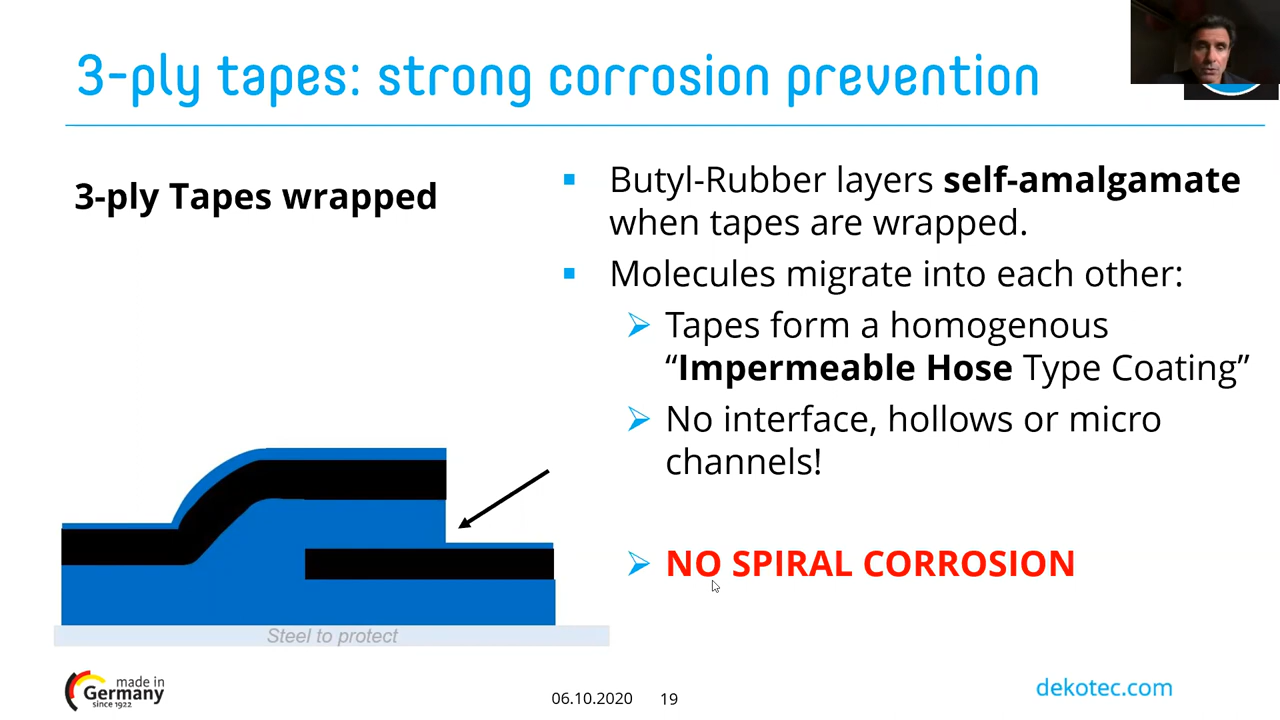 3-ply tapes: strong corrosion prevention
3-ply Tapes wrapped
Butyl-Rubber layers self-amalgamate
when tapes are wrapped.
Molecules migrate into each other:
Tapes form a homogenous
“Impermeable Hose Type Coating”
No interface, hollows or micro
channels!
NO SPIRAL CORROSION
Steel to protect
made in
Germany
since 1922
06.10.2020
19
dekotec.com